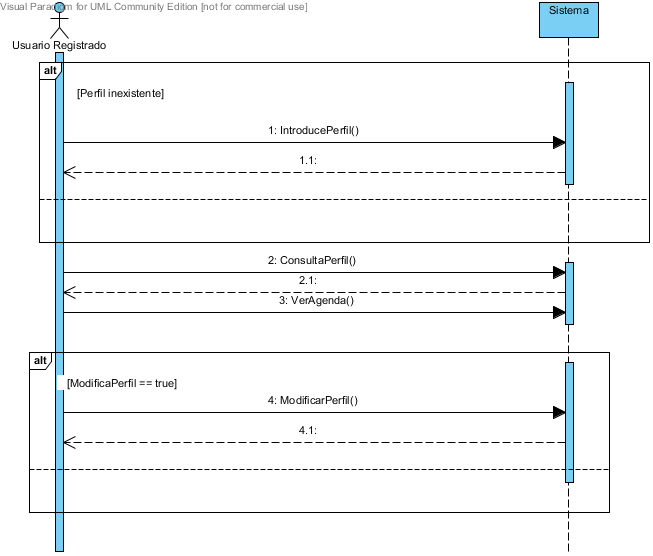 Visual Paradigm for UML Community Edition [not for commercial use]
Sistema
Usuario Registrado
alt
[Perfil inexistente]
1: IntroducePerfil()
1.1:
2: ConsultaPerfil()
2.1:
3: VerAgenda()
alt
[ModificaPerfil == true]
4: ModificarPerfil()
4.1: